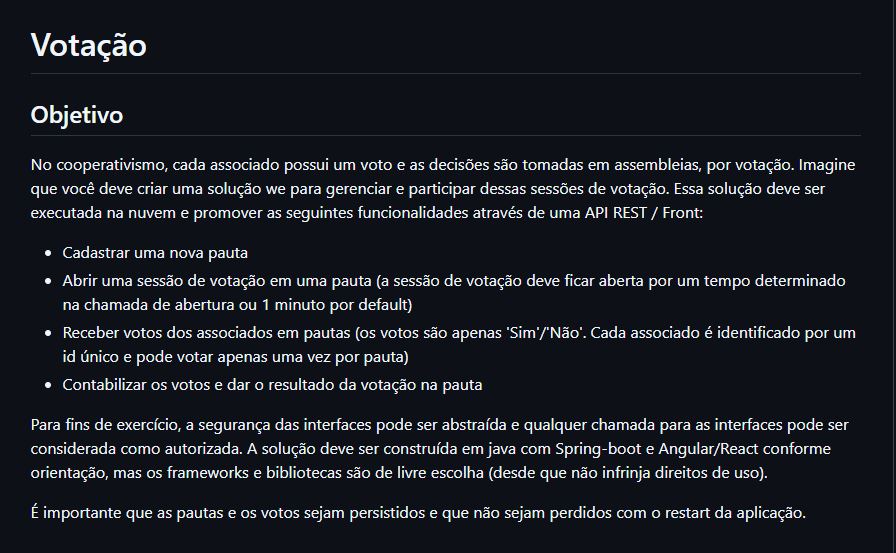 Votação
Objetivo
No cooperativismo, cada associado possui um voto e as decisões são tomadas em assembleias, por votação. Imagine
que você deve criar uma solução we para gerenciar e participar dessas sessões de votação. Essa solução deve ser
executada na nuvem e promover as seguintes funcionalidades através de uma API REST / Front:
• Cadastrar uma nova pauta
• Abrir uma sessão de votação em uma pauta (a sessão de votação deve ficar aberta por um tempo determinado
na chamada de abertura ou 1 minuto por default)
• Receber votos dos associados em pautas (os votos são apenas 'Sim'/'Não'. Cada associado é identificado por um
id único e pode votar apenas uma vez por pauta)
• Contabilizar os votos e dar o resultado da votação na pauta
Para fins de exercício, a segurança das interfaces pode ser abstraída e qualquer chamada para as interfaces pode ser
considerada como autorizada. A solução deve ser construída em java com Spring-boot e Angular/React conforme
orientação, mas os frameworks e bibliotecas são de livre escolha (desde que não infrinja direitos de uso).
É importante que as pautas e os votos sejam persistidos e que não sejam perdidos com o restart da aplicação.